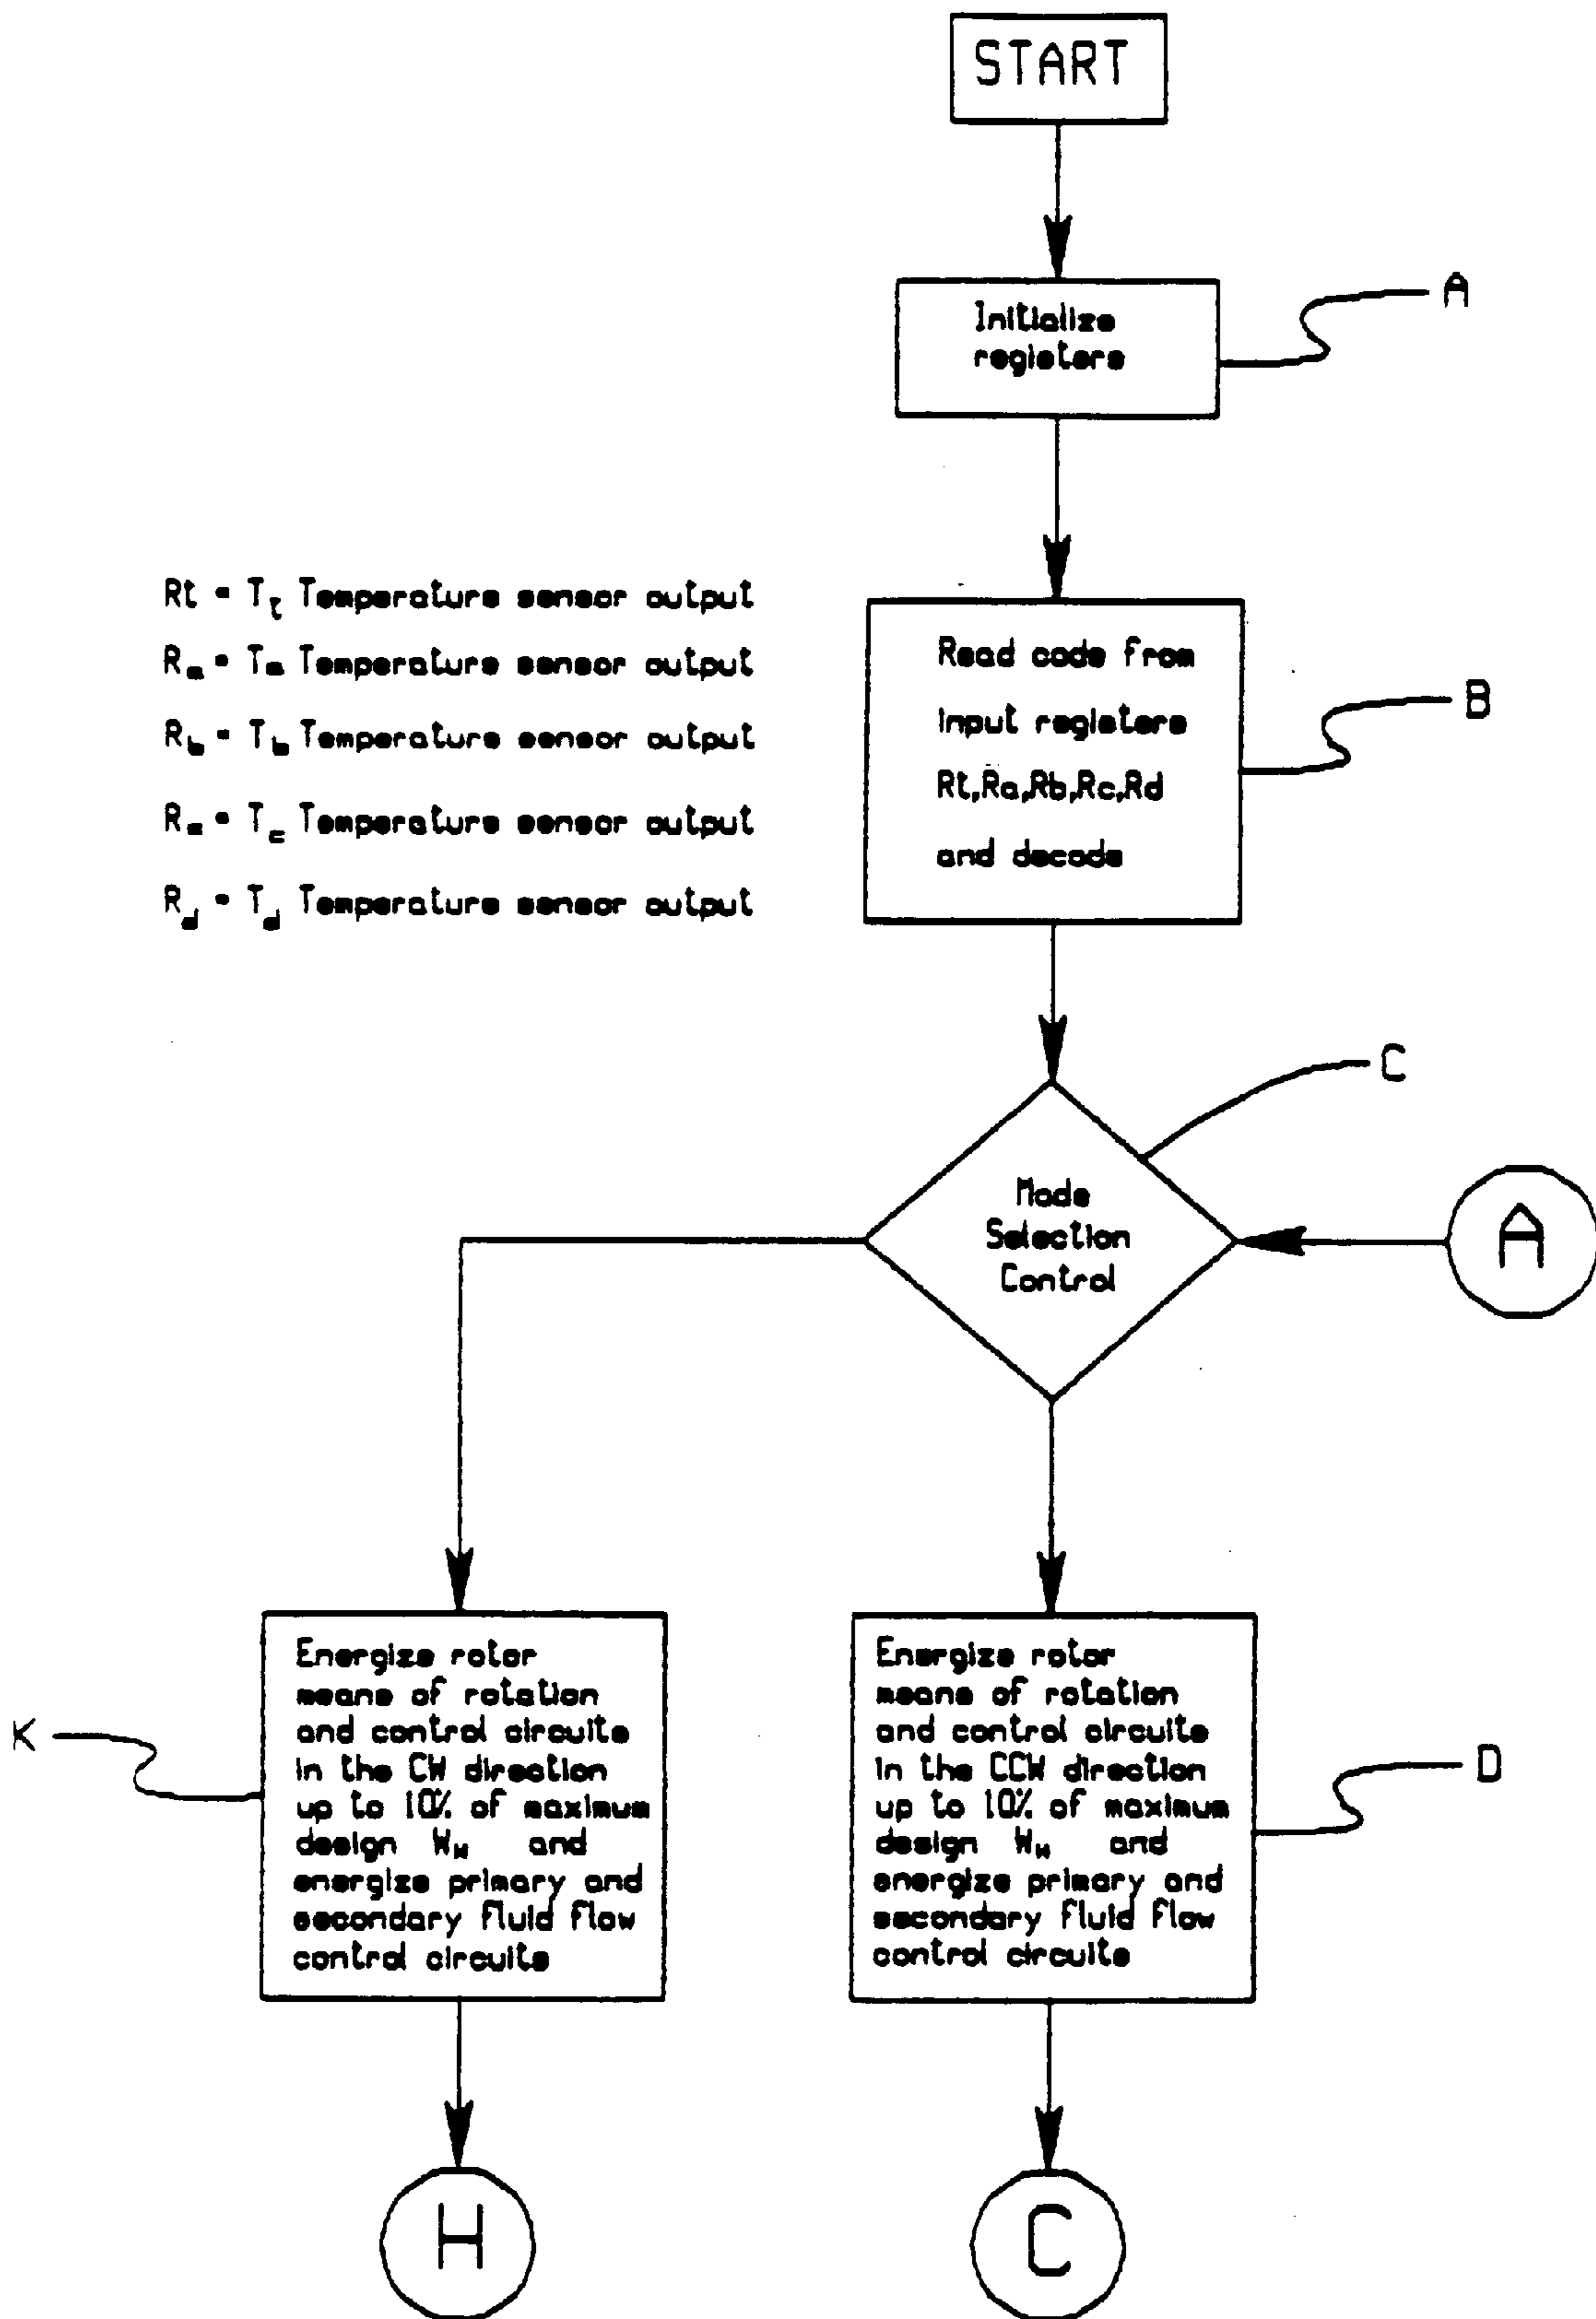 START
Initialize
registers
A
Rt = Tt Temperature sensor output
Ra = Ta Temperature sensor output
Rb = Tb Temperature sensor output
Rc = Tc Temperature sensor output
Rd = Td Temperature sensor output
Read code from
input registers
Rt,Ra,Rb,Rc,Rd
and decode
B
C
Mode
Selection
Control
A
K
Energize rotor
means of rotation
and control circuits
in the CW direction
up to 10% of maximum
design WH and
energize primary and
secondary fluid flow
control circuits
Energize rotor
means of rotation
and control circuits
in the CCW direction
up to 10% of maximum
design WH and
energize primary and
secondary fluid flow
control circuits
D
H
C